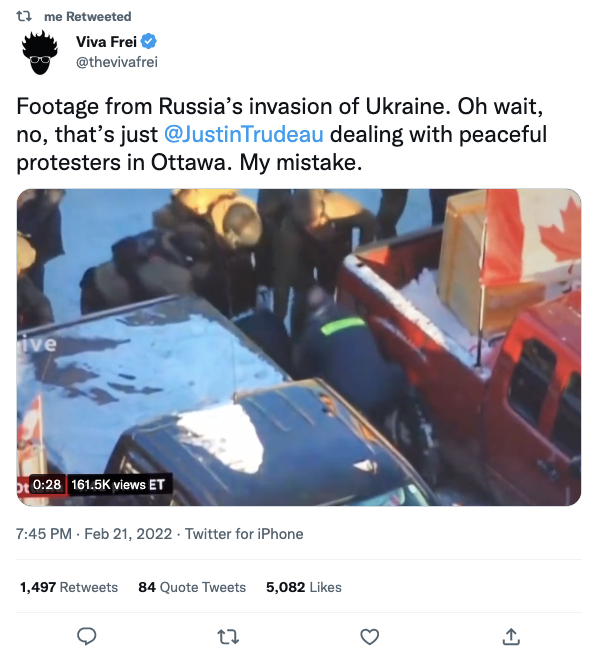 me Retweeted
Viva Frei
@thevivafrei
Footage from Russia’s invasion of Ukraine. Oh wait,
no, that’s just @JustinTrudeau dealing with peaceful
protesters in Ottawa. My mistake.
ive
0:28 161.5K views ET
7:45 PM · Feb 21, 2022 · Twitter for iPhone
1,497 Retweets 84 Quote Tweets 5,082 Likes